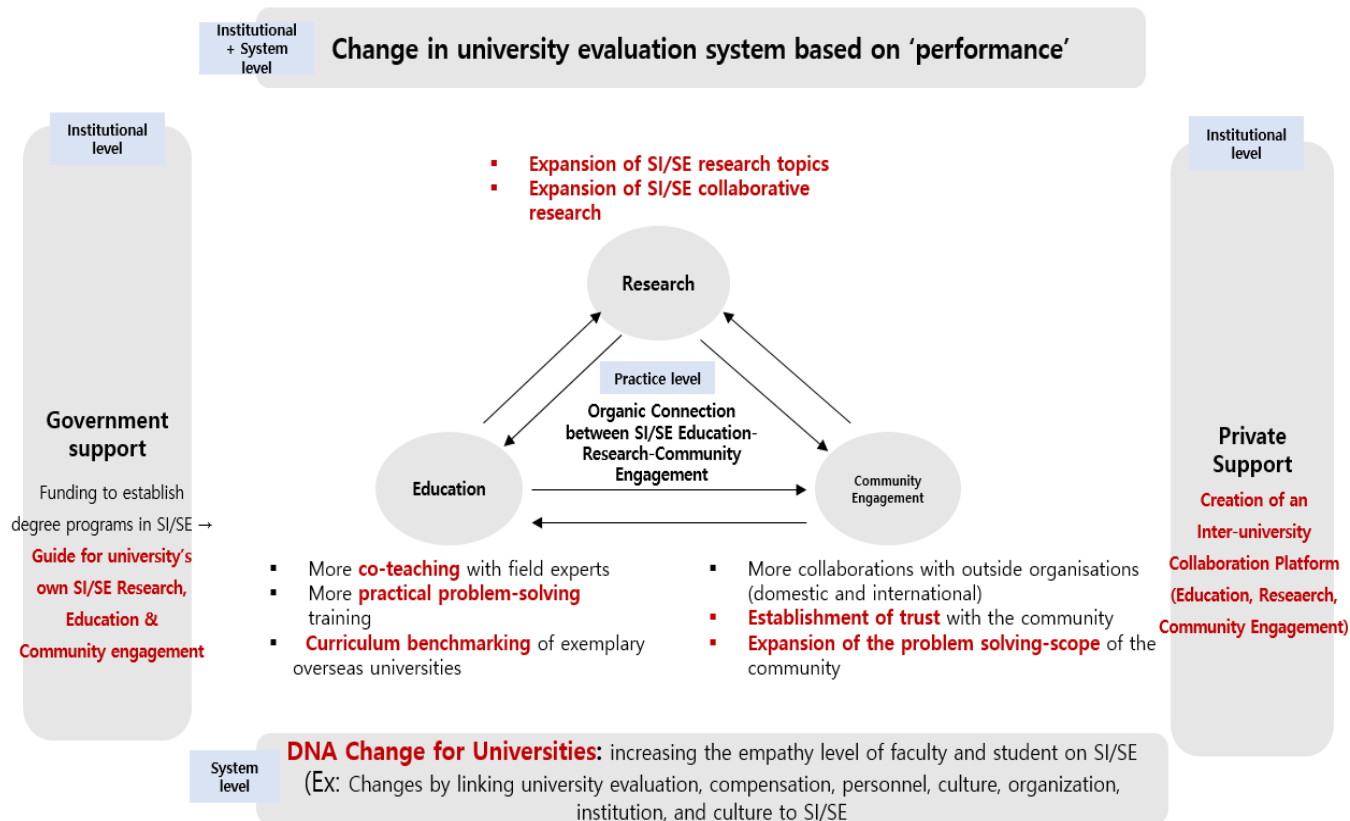 Institutional
+ System
level
Change in university evaluation system based on ‘performance’
Institutional
level
Government
support
Funding to establish
degree programs in SI/SE →
Guide for university’s
own SI/SE Research,
Education &
Community engagement
▪ Expansion of SI/SE research topics
▪ Expansion of SI/SE collaborative
research
Research
Practice level
Organic Connection
between SI/SE Education-
Research-Community
Engagement
Education
Community
Engagement
▪ More co-teaching with field experts
▪ More practical problem-solving
training
▪ Curriculum benchmarking of exemplary
overseas universities
▪ More collaborations with outside organisations
(domestic and international)
▪ Establishment of trust with the community
▪ Expansion of the problem solving-scope of the
community
Institutional
level
Private
Support
Creation of an
Inter-university
Collaboration Platform
(Education, Reseaerch,
Community Engagement)
System
level
DNA Change for Universities: increasing the empathy level of faculty and student on SI/SE
(Ex: Changes by linking university evaluation, compensation, personnel, culture, organization,
institution, and culture to SI/SE